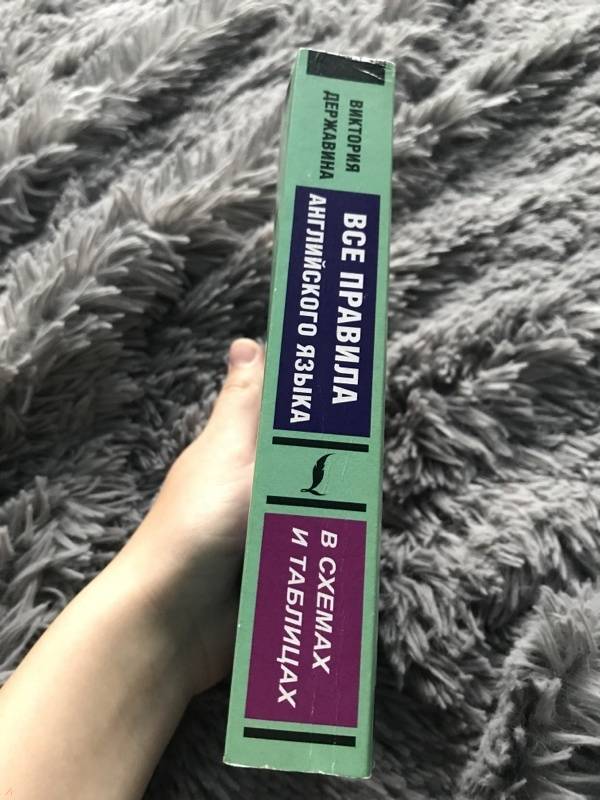 ВИКТОРИЯ
ДЕРЖАВИНА
ВСЕ ПРАВИЛА
АНГЛИЙСКОГО ЯЗЫКА
В СХЕМАХ
И ТАБЛИЦАХ